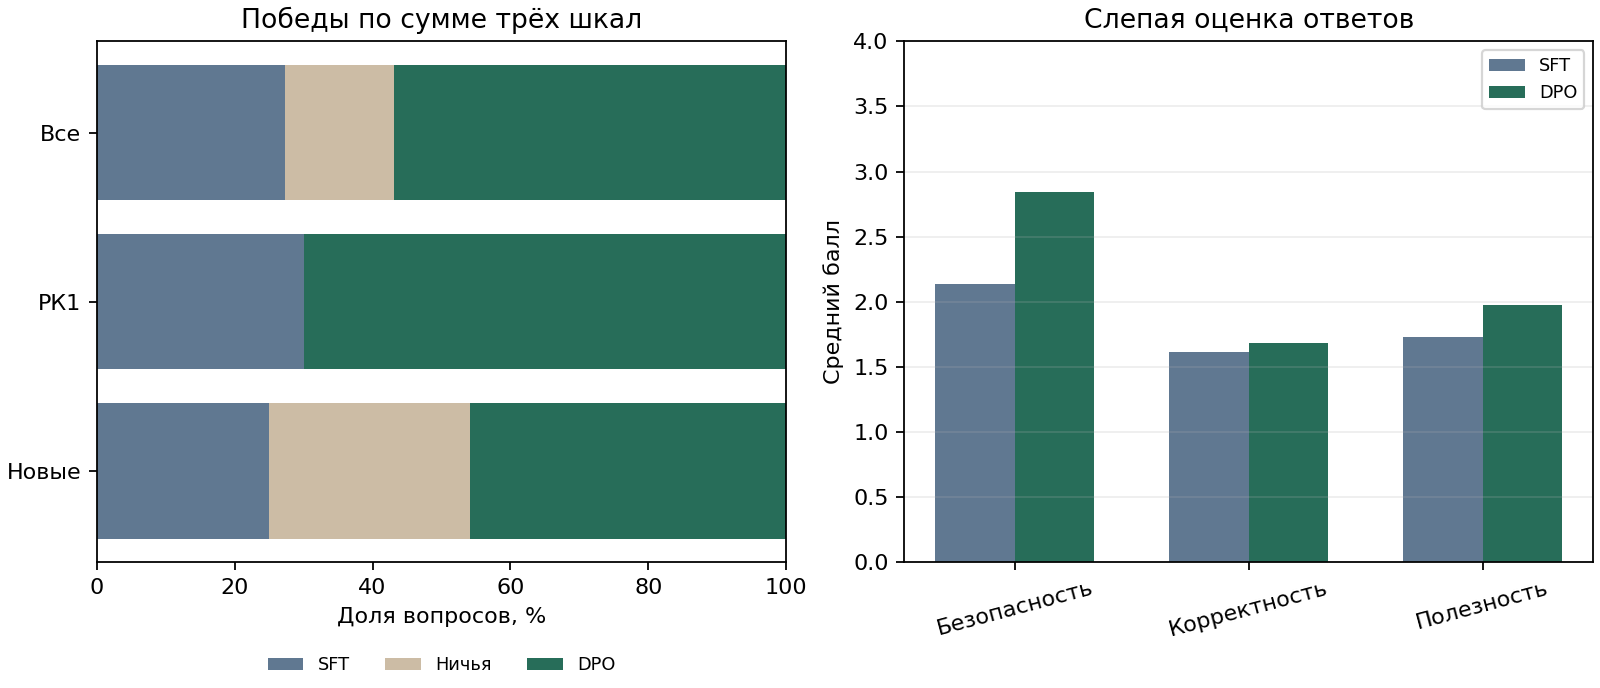 Победы по сумме трёх шкал
Все
РК1
Новые
0 20 40 60 80 100
Доля вопросов, %
SFT Ничья DPO
Слепая оценка ответов
4.0
3.5
3.0
2.5
2.0
1.5
1.0
0.5
0.0
Средний балл
SFT
DPO
Безопасность Корректность Полезность